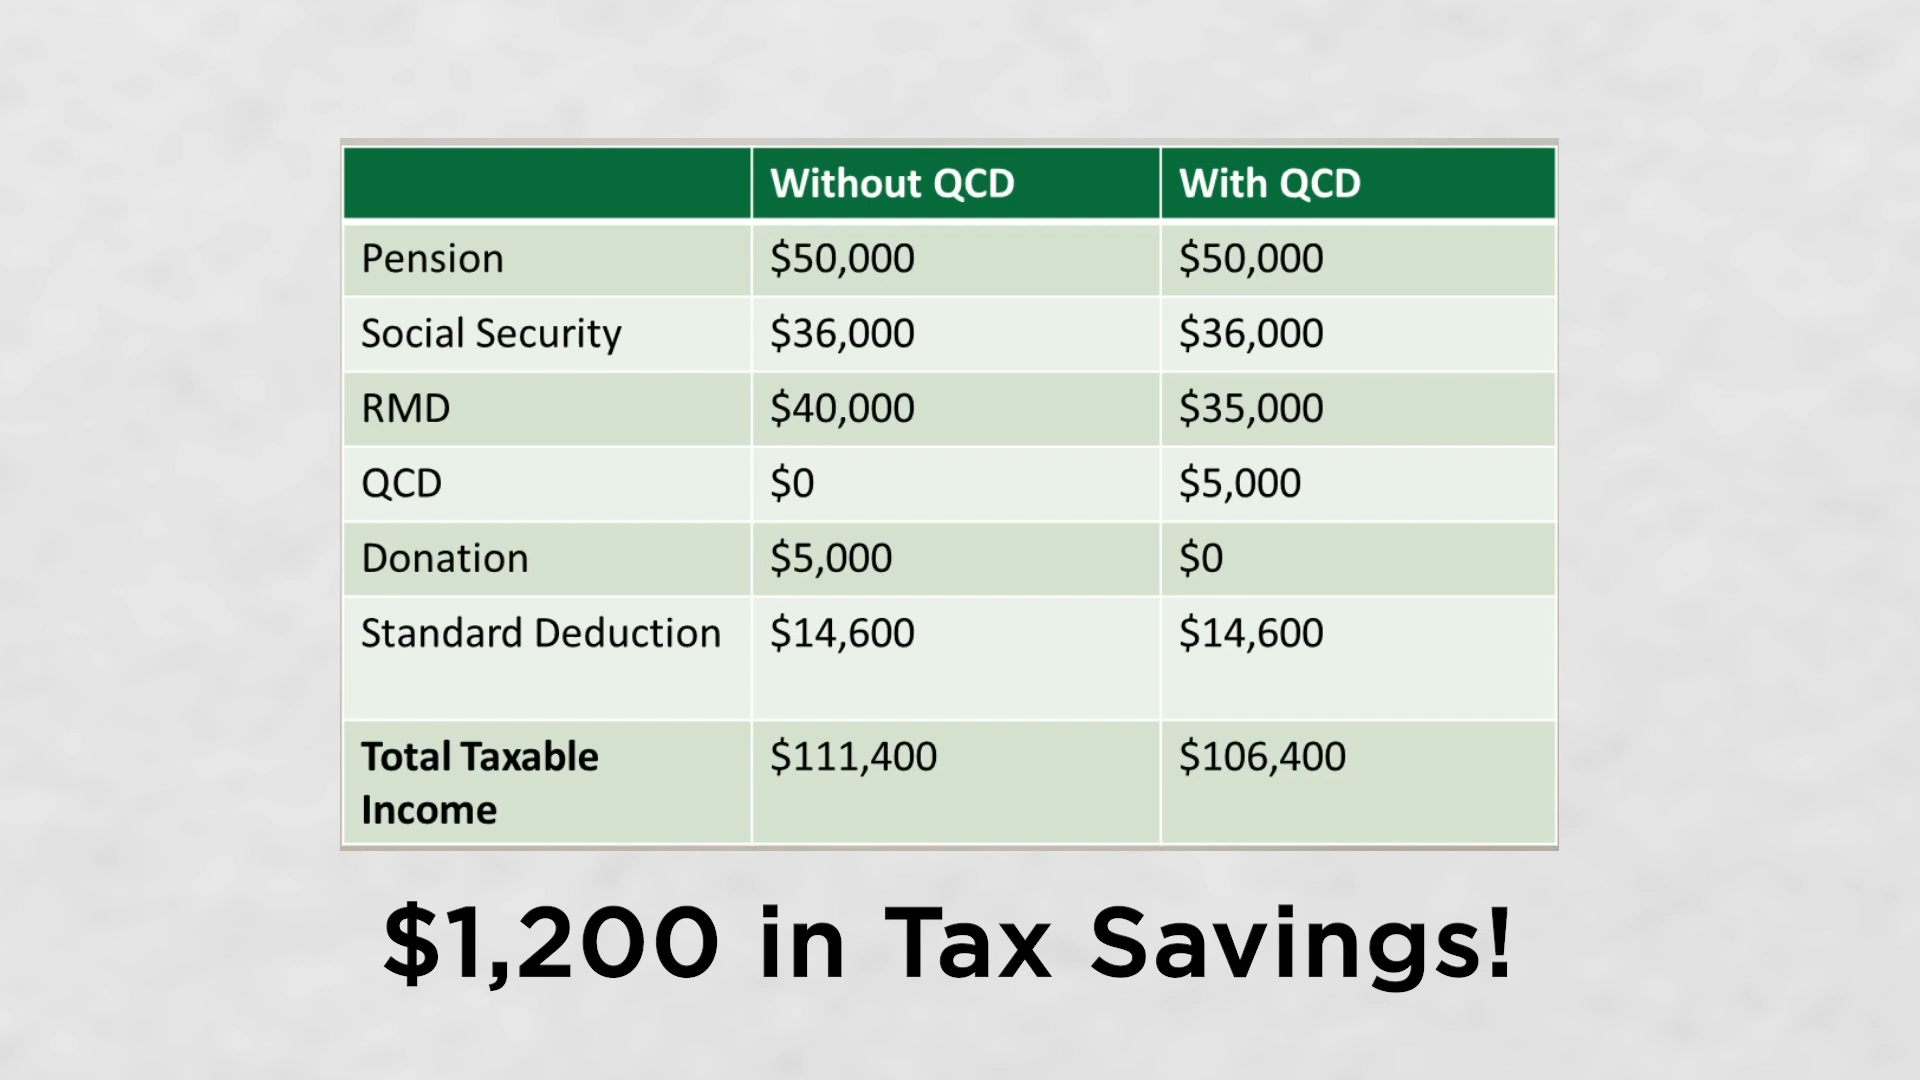 Without QCD With QCD
Pension $50,000 $50,000
Social Security $36,000 $36,000
RMD $40,000 $35,000
QCD $0 $5,000
Donation $5,000 $0
Standard Deduction $14,600 $14,600
Total Taxable $111,400 $106,400
Income
$1,200 in Tax Savings!